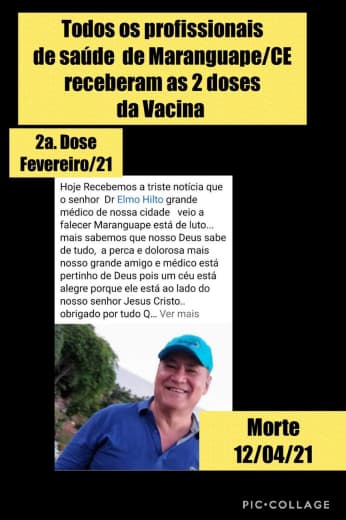 Todos os profissionais
de saúde de Maranguape/CE
receberam as 2 doses
da Vacina
2a. Dose
Fevereiro/21
Hoje Recebemos a triste notícia que
o senhor Dr Elmo Hilto grande
médico de nossa cidade veio a
falecer Maranguape está de luto...
mais sabemos que nosso Deus sabe
de tudo, a perca e dolorosa mais
nosso grande amigo e médico está
pertinho de Deus pois um céu está
alegre porque ele está ao lado do
nosso senhor Jesus Cristo..
obrigado por tudo Q... Ver mais
Morte
12/04/21
PIC•COLLAGE